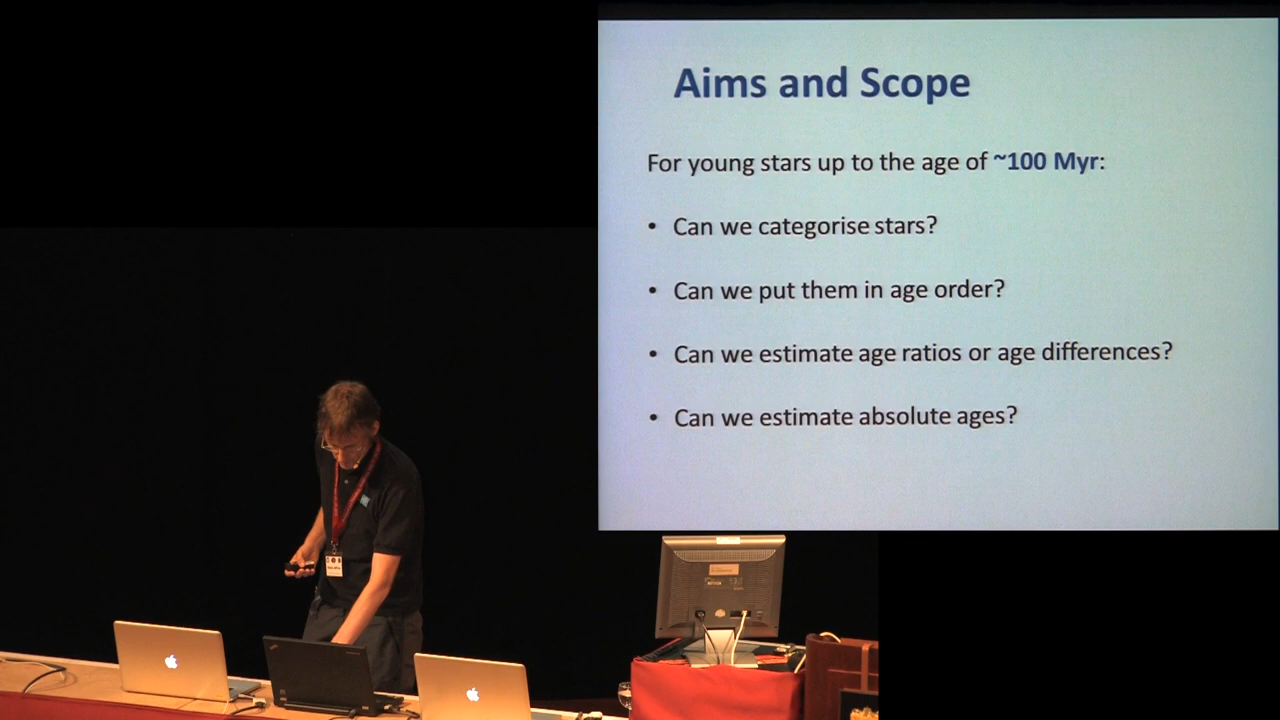 Aims and Scope
For young stars up to the age of ~100 Myr:
• Can we categorise stars?
• Can we put them in age order?
• Can we estimate age ratios or age differences?
• Can we estimate absolute ages?